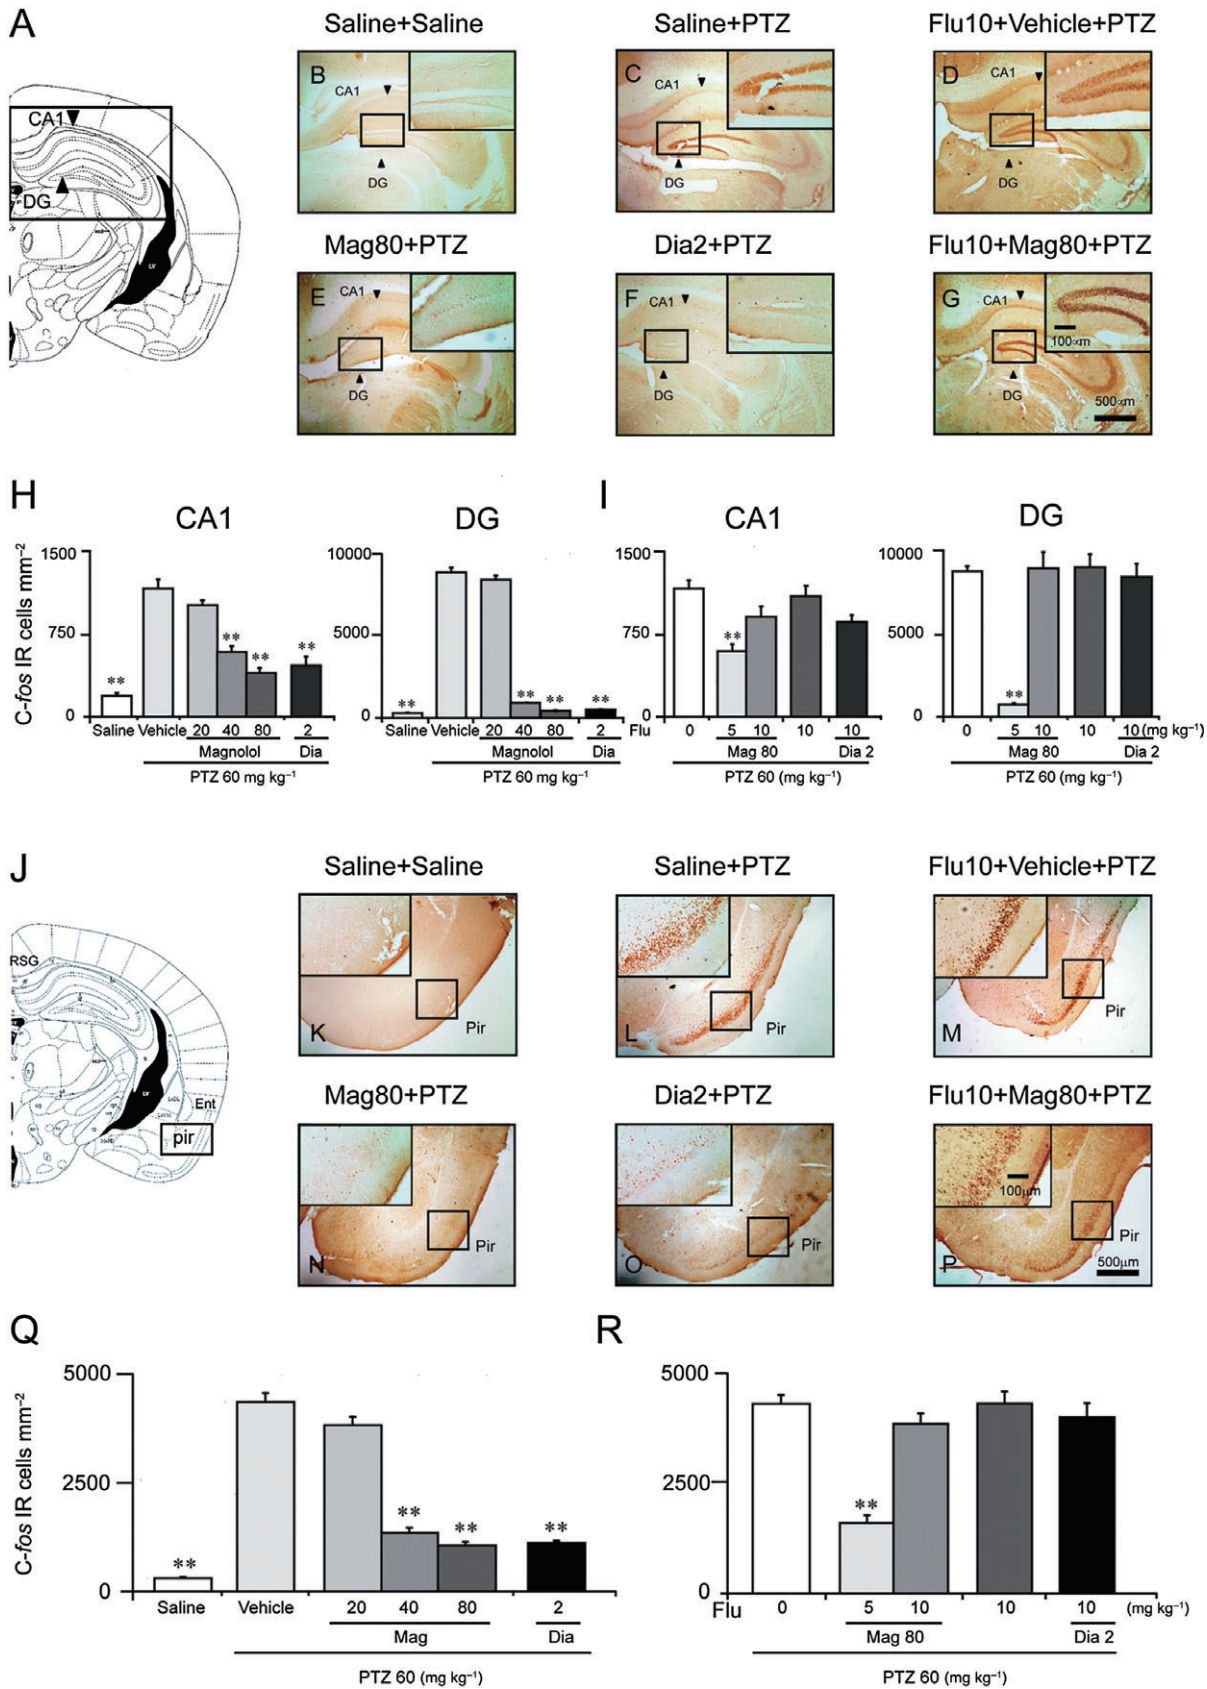 A
Saline+Saline
Saline+PTZ
Flu10+Vehicle+PTZ
CA1
DG
LV
B
CA1
DG
C
CA1
DG
D
CA1
DG
Mag80+PTZ
Dia2+PTZ
Flu10+Mag80+PTZ
E
CA1
DG
F
CA1
DG
G
CA1
DG
100∝m
500∝m
H
CA1
DG
I
CA1
DG
C-fos IR cells mm⁻²
1500
750
0
** ** ** **
Saline Vehicle 20 40 80 2
Magnolol Dia
PTZ 60 mg kg⁻¹
10000
5000
0
** ** ** **
Saline Vehicle 20 40 80 2
Magnolol Dia
PTZ 60 mg kg⁻¹
1500
750
0
**
Flu 0 5 10 10 10
Mag 80 Dia 2
PTZ 60 (mg kg⁻¹)
10000
5000
0
**
0 5 10 10 10 (mg kg⁻¹)
Mag 80 Dia 2
PTZ 60 (mg kg⁻¹)
J
Saline+Saline
Saline+PTZ
Flu10+Vehicle+PTZ
RSG
LV
Ent
pir
K
Pir
L
Pir
M
Pir
Mag80+PTZ
Dia2+PTZ
Flu10+Mag80+PTZ
N
Pir
O
Pir
P
Pir
100µm
500µm
Q
C-fos IR cells mm⁻²
5000
2500
0
** ** ** **
Saline Vehicle 20 40 80 2
Mag Dia
PTZ 60 (mg kg⁻¹)
R
5000
2500
0
**
Flu 0 5 10 10 10 (mg kg⁻¹)
Mag 80 Dia 2
PTZ 60 (mg kg⁻¹)